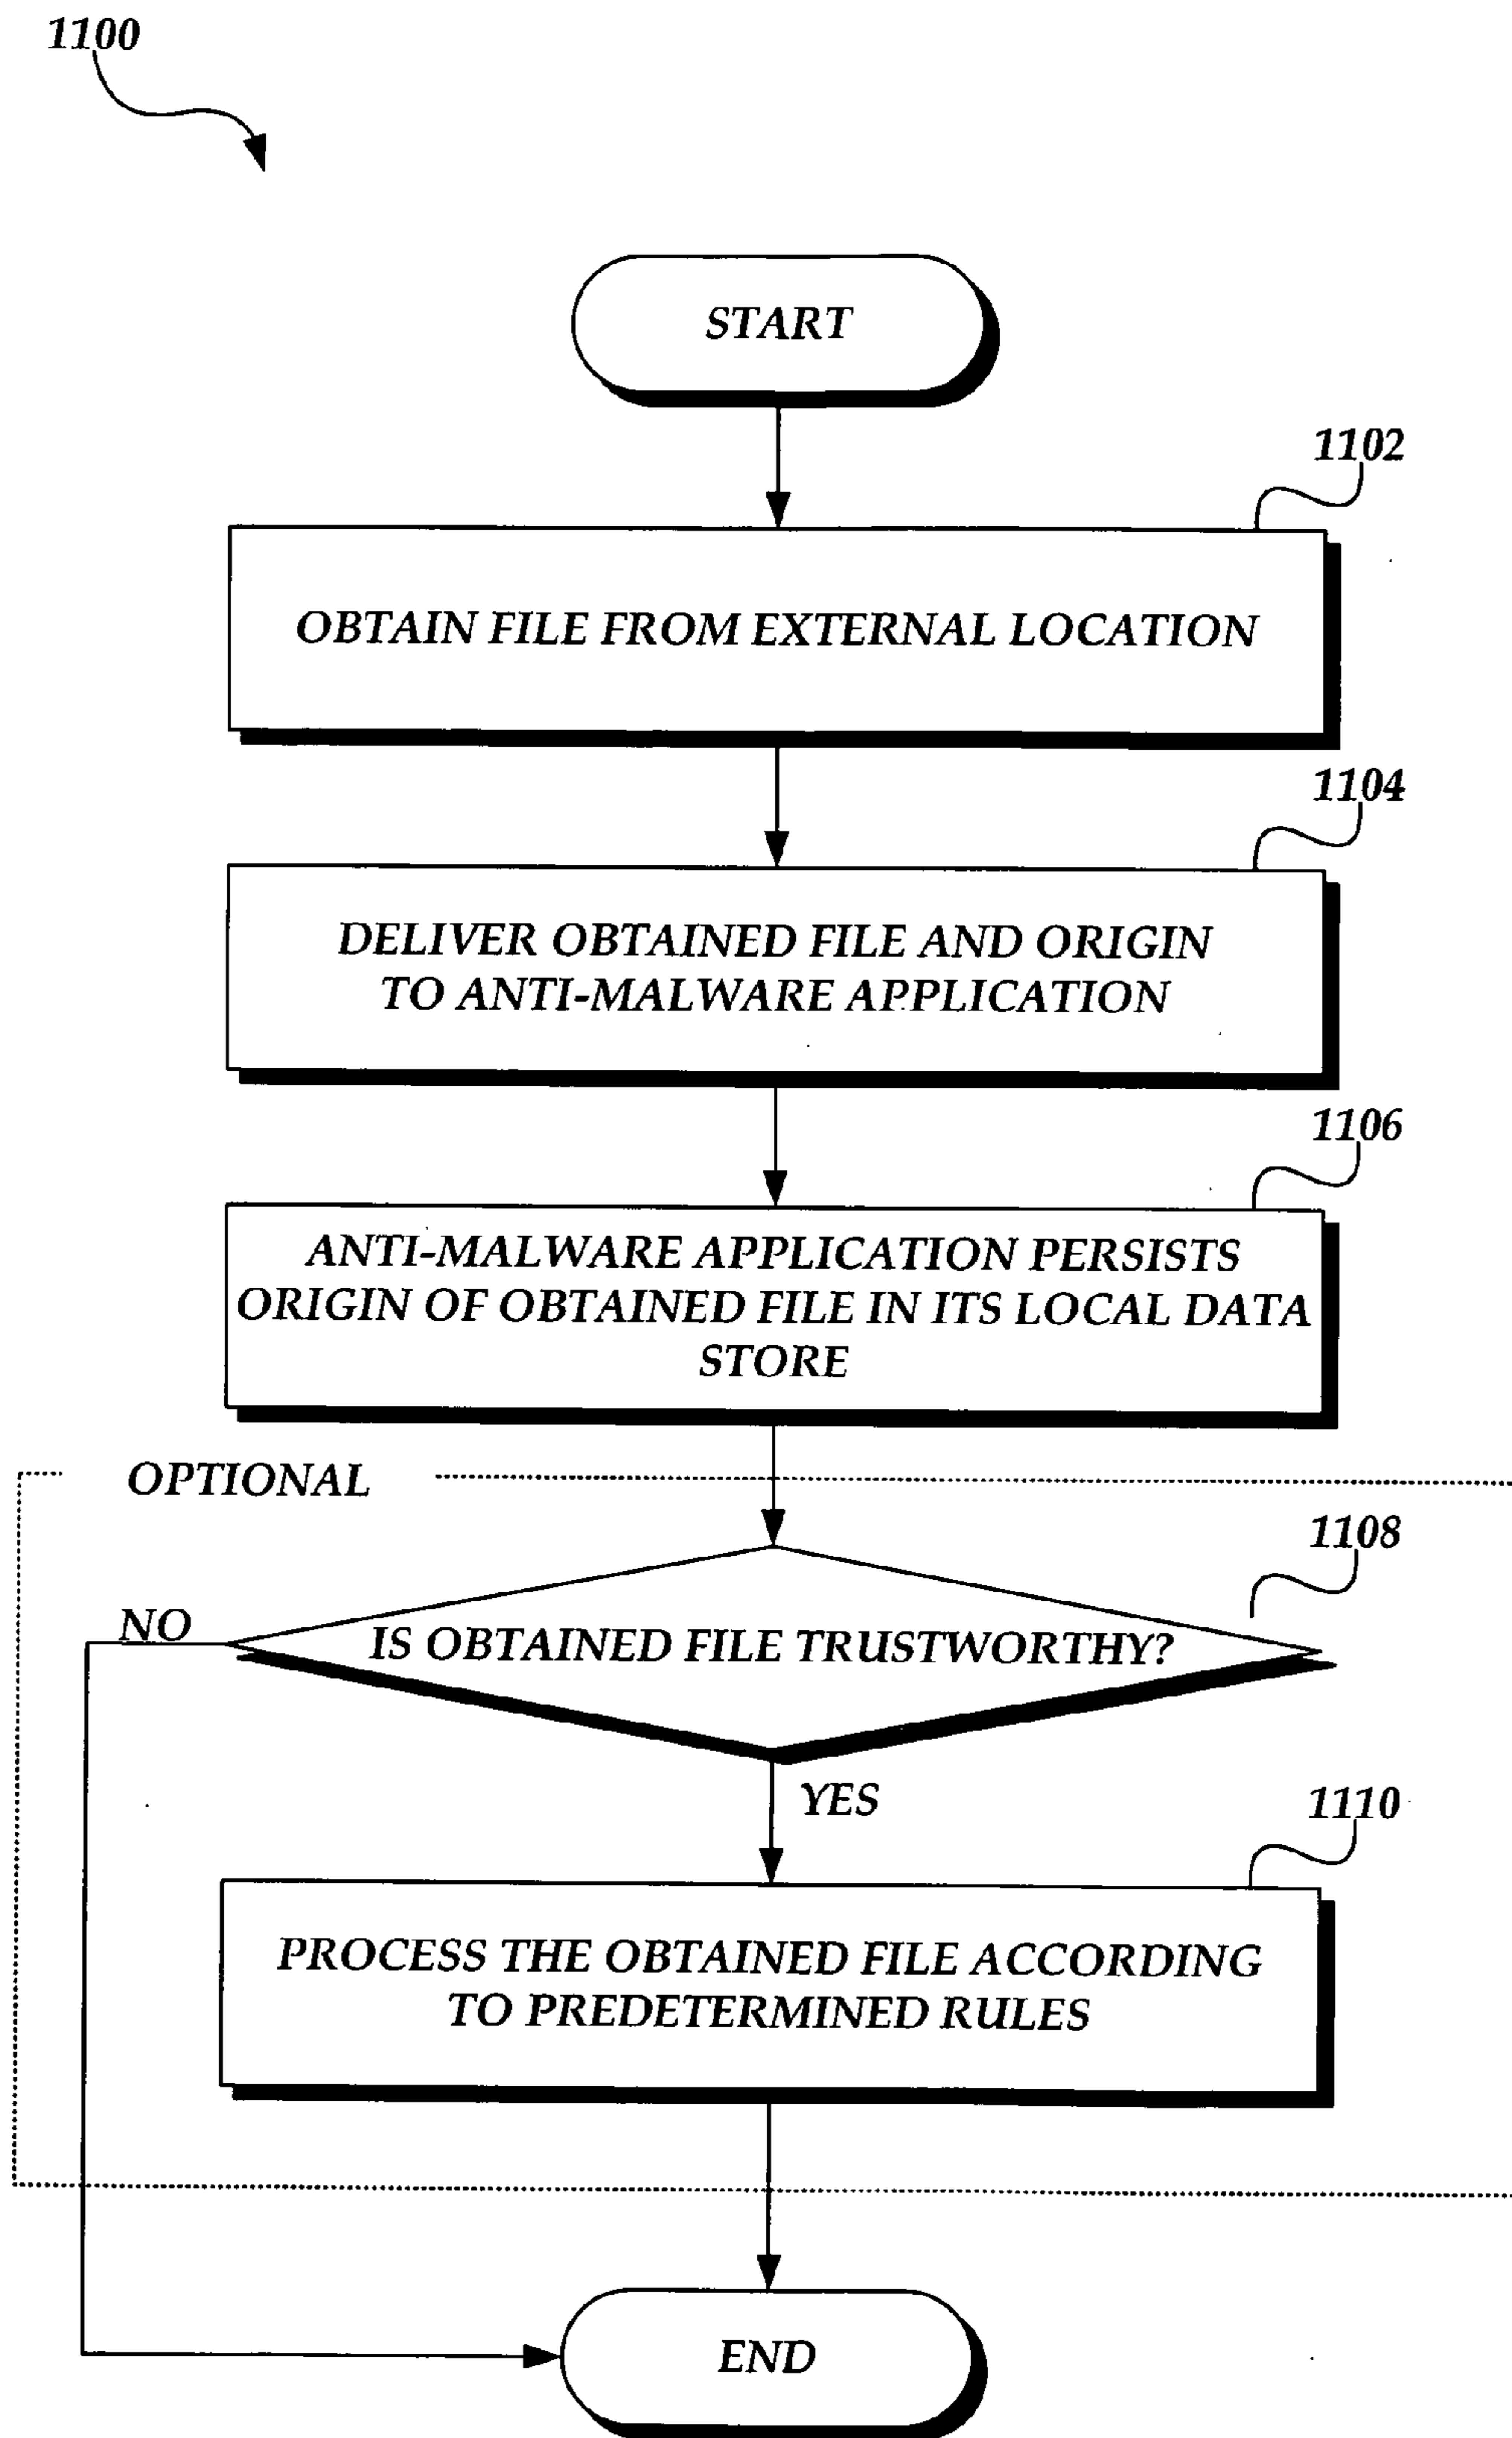 1100
START
1102
OBTAIN FILE FROM EXTERNAL LOCATION
1104
DELIVER OBTAINED FILE AND ORIGIN
TO ANTI-MALWARE APPLICATION
1106
ANTI-MALWARE APPLICATION PERSISTS
ORIGIN OF OBTAINED FILE IN ITS LOCAL DATA
STORE
OPTIONAL
1108
NO
IS OBTAINED FILE TRUSTWORTHY?
YES
1110
PROCESS THE OBTAINED FILE ACCORDING
TO PREDETERMINED RULES
END